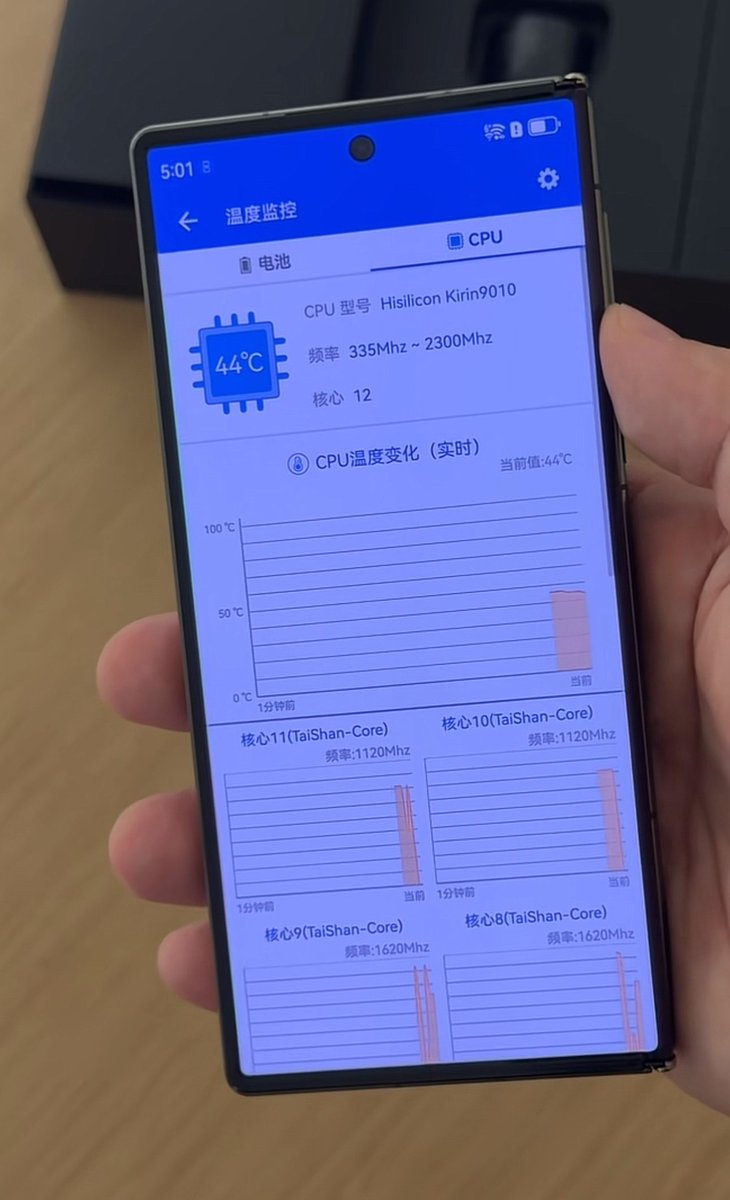 5:01
温度监控
电池
CPU
44℃
CPU 型号 Hisilicon Kirin9010
频率 335Mhz ~ 2300Mhz
核心 12
CPU温度变化（实时）
当前值:44℃
100℃
50℃
0℃
1分钟前
当前
核心11(TaiShan-Core)
频率:1120Mhz
1分钟前
当前
核心10(TaiShan-Core)
频率:1120Mhz
1分钟前
当前
核心9(TaiShan-Core)
频率:1620Mhz
核心8(TaiShan-Core)
频率:1620Mhz